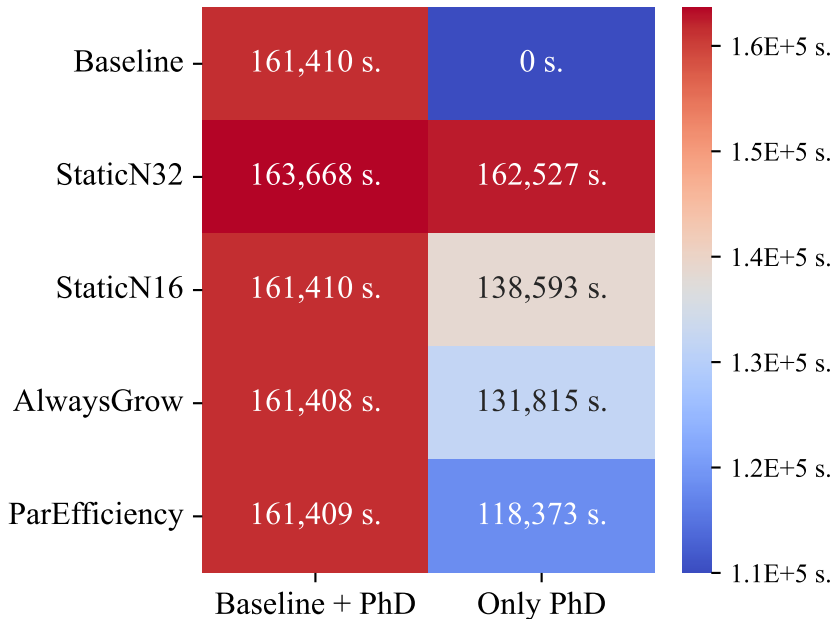 Baseline 161,410 s. 0 s.
StaticN32 163,668 s. 162,527 s.
StaticN16 161,410 s. 138,593 s.
AlwaysGrow 161,408 s. 131,815 s.
ParEfficiency 161,409 s. 118,373 s.
Baseline + PhD Only PhD
1.6E+5 s.
1.5E+5 s.
1.4E+5 s.
1.3E+5 s.
1.2E+5 s.
1.1E+5 s.